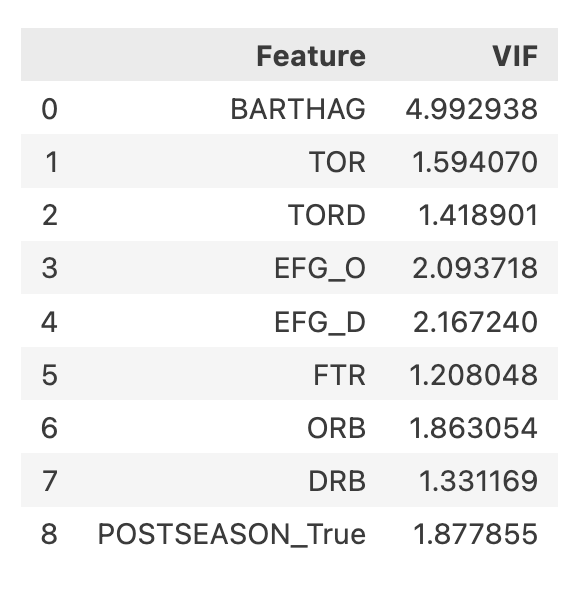 Feature VIF
0 BARTHAG 4.992938
1 TOR 1.594070
2 TORD 1.418901
3 EFG_O 2.093718
4 EFG_D 2.167240
5 FTR 1.208048
6 ORB 1.863054
7 DRB 1.331169
8 POSTSEASON_True 1.877855